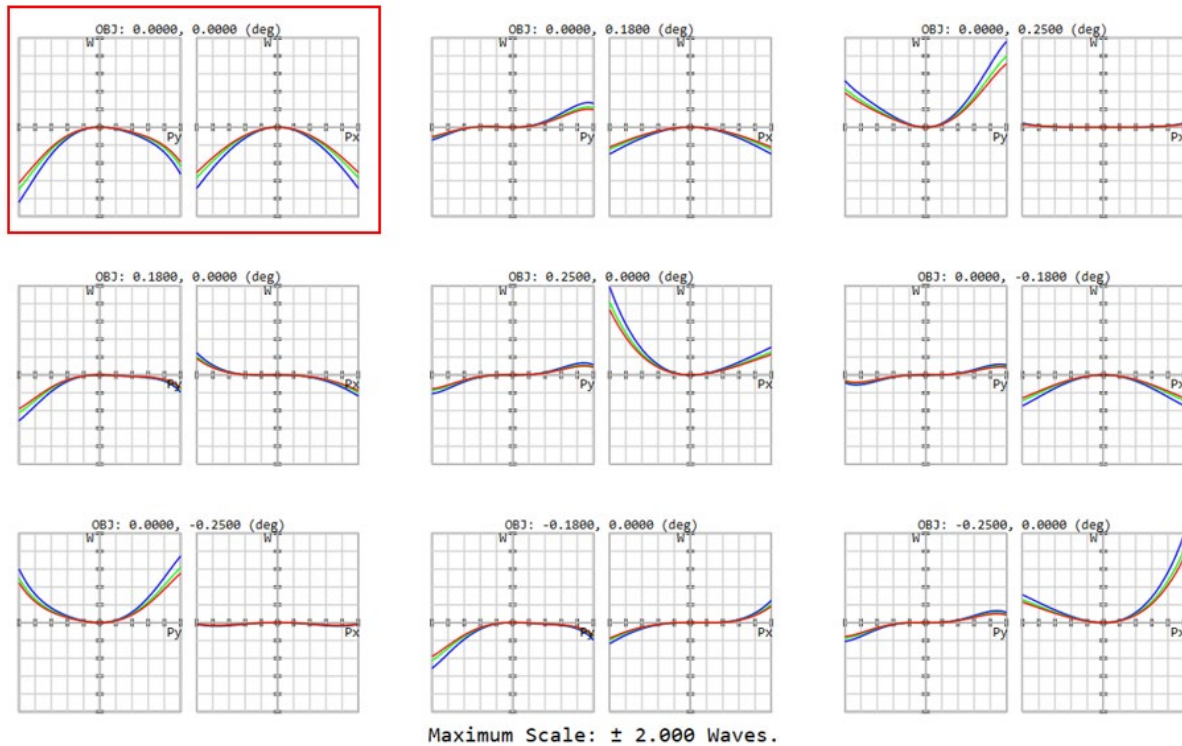 OBJ: 0.0000, 0.0000 (deg)
W
Py
W
Px
OBJ: 0.0000, 0.1800 (deg)
W
Py
W
Px
OBJ: 0.0000, 0.2500 (deg)
W
Py
W
Px
OBJ: 0.1800, 0.0000 (deg)
W
Py
W
Px
OBJ: 0.2500, 0.0000 (deg)
W
Py
W
Px
OBJ: 0.0000, -0.1800 (deg)
W
Py
W
Px
OBJ: 0.0000, -0.2500 (deg)
W
Py
W
Px
OBJ: -0.1800, 0.0000 (deg)
W
Py
W
Px
OBJ: -0.2500, 0.0000 (deg)
W
Py
W
Px
Maximum Scale: ± 2.000 Waves.